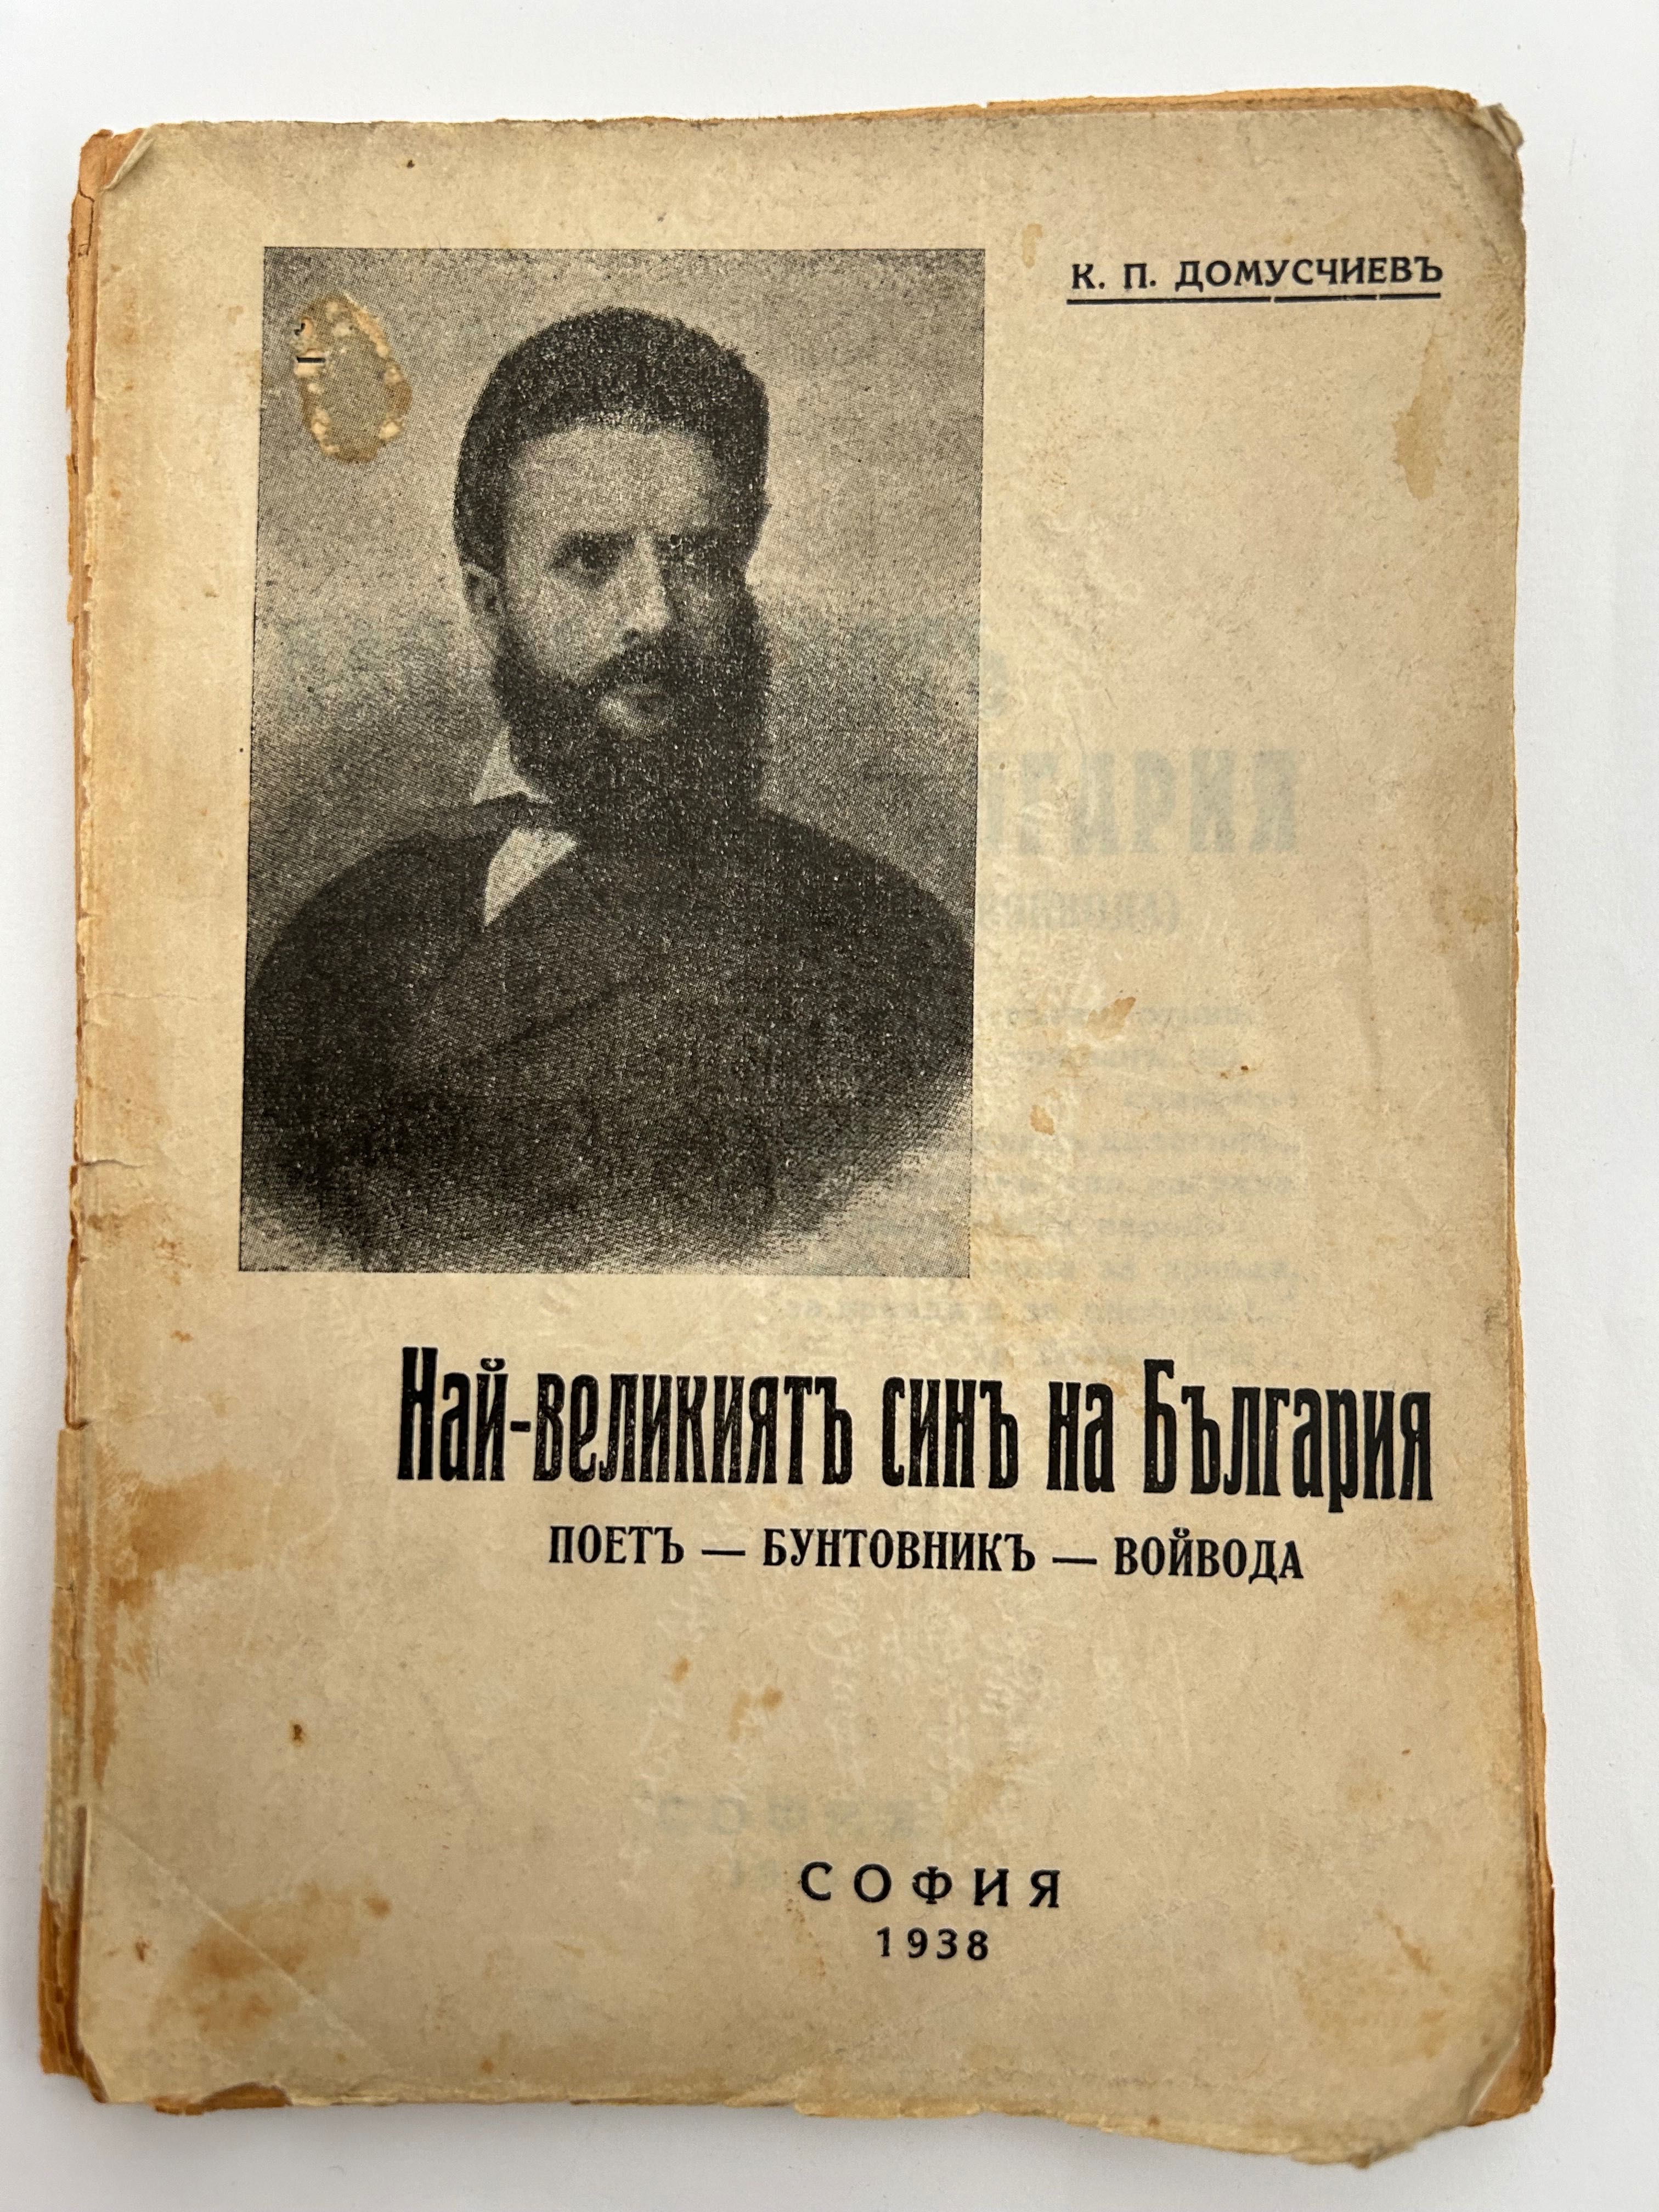 К. П. ДОМУСЧИЕВЪ
Най-великиятъ синъ на България
ПОЕТЪ — БУНТОВНИКЪ — ВОЙВОДА
СОФИЯ
1938